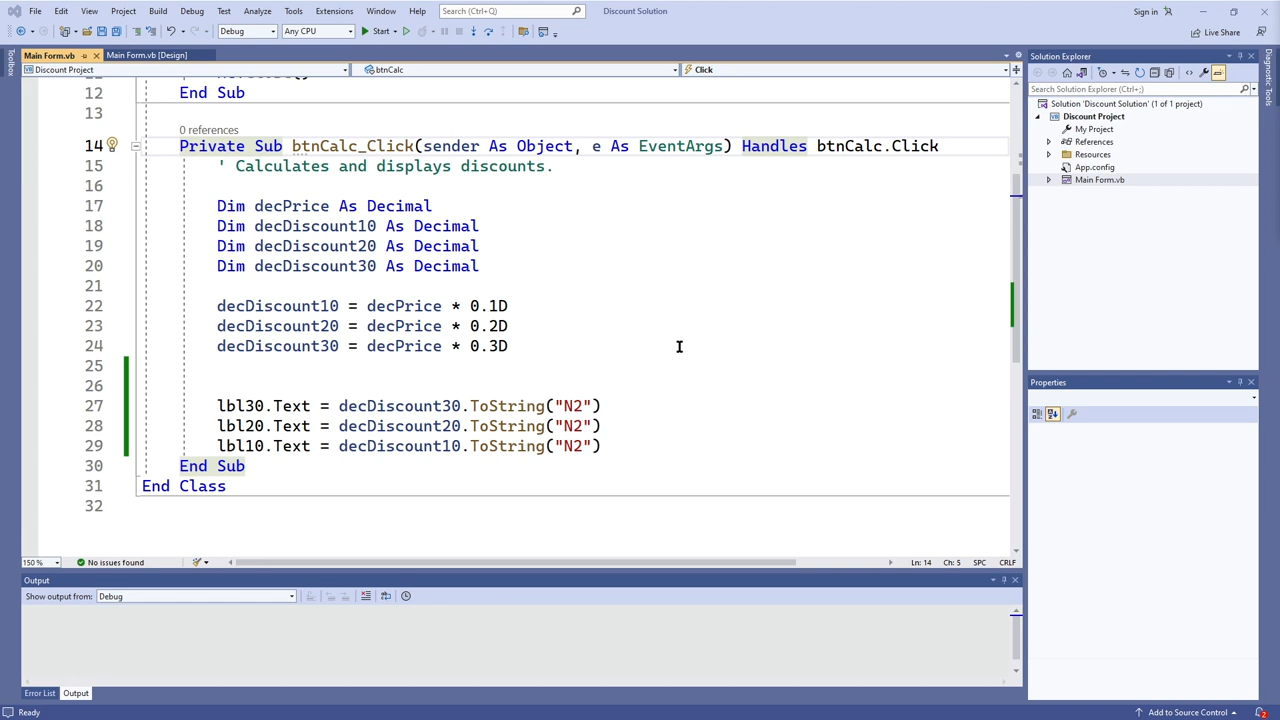 File Edit View Project Build Debug Test Analyze Tools Extensions Window Help Search (Ctrl+Q) Discount Solution Sign in
Debug Any CPU Start Live Share
Toolbox
Main Form.vb Main Form.vb [Design]
Discount Project btnCalc Click
12 End Sub
13
0 references
14 Private Sub btnCalc_Click(sender As Object, e As EventArgs) Handles btnCalc.Click
15 ' Calculates and displays discounts.
16
17 Dim decPrice As Decimal
18 Dim decDiscount10 As Decimal
19 Dim decDiscount20 As Decimal
20 Dim decDiscount30 As Decimal
21
22 decDiscount10 = decPrice * 0.1D
23 decDiscount20 = decPrice * 0.2D
24 decDiscount30 = decPrice * 0.3D
25
26
27 lbl30.Text = decDiscount30.ToString("N2")
28 lbl20.Text = decDiscount20.ToString("N2")
29 lbl10.Text = decDiscount10.ToString("N2")
30 End Sub
31 End Class
32
150 % No issues found Ln: 14 Ch: 5 SPC CRLF
Output
Show output from: Debug
Error List Output
Solution Explorer
Search Solution Explorer (Ctrl+;)
Solution 'Discount Solution' (1 of 1 project)
Discount Project
My Project
References
Resources
App.config
Main Form.vb
Properties
Diagnostic Tools
Ready Add to Source Control 2